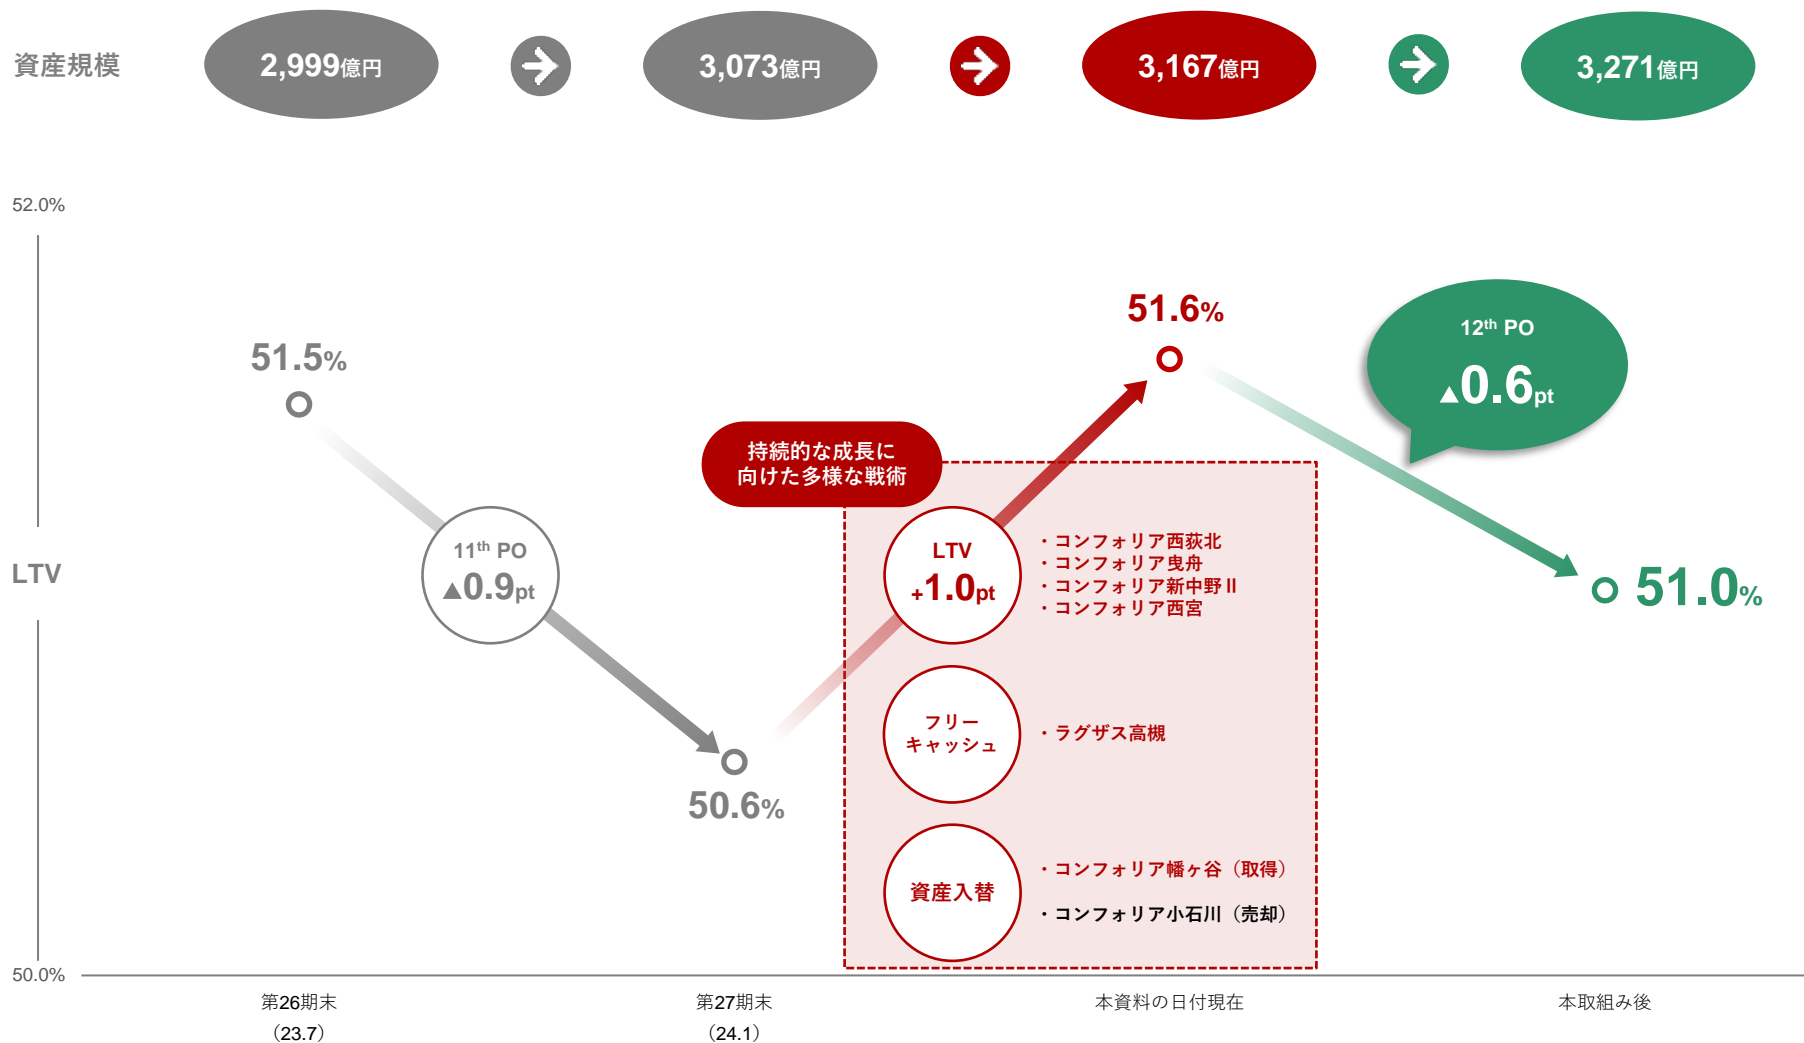 資産規模
2,999億円
3,073億円
3,167億円
3,271億円
52.0%
LTV
50.0%
51.5%
11th PO
▲0.9pt
50.6%
持続的な成長に
向けた多様な戦術
LTV
+1.0pt
・コンフォリア西荻北
・コンフォリア曳舟
・コンフォリア新中野Ⅱ
・コンフォリア西宮
フリー
キャッシュ
・ラグザス高槻
資産入替
・コンフォリア幡ヶ谷（取得）
・コンフォリア小石川（売却）
51.6%
12th PO
▲0.6pt
51.0%
第26期末
（23.7）
第27期末
（24.1）
本資料の日付現在
本取組み後